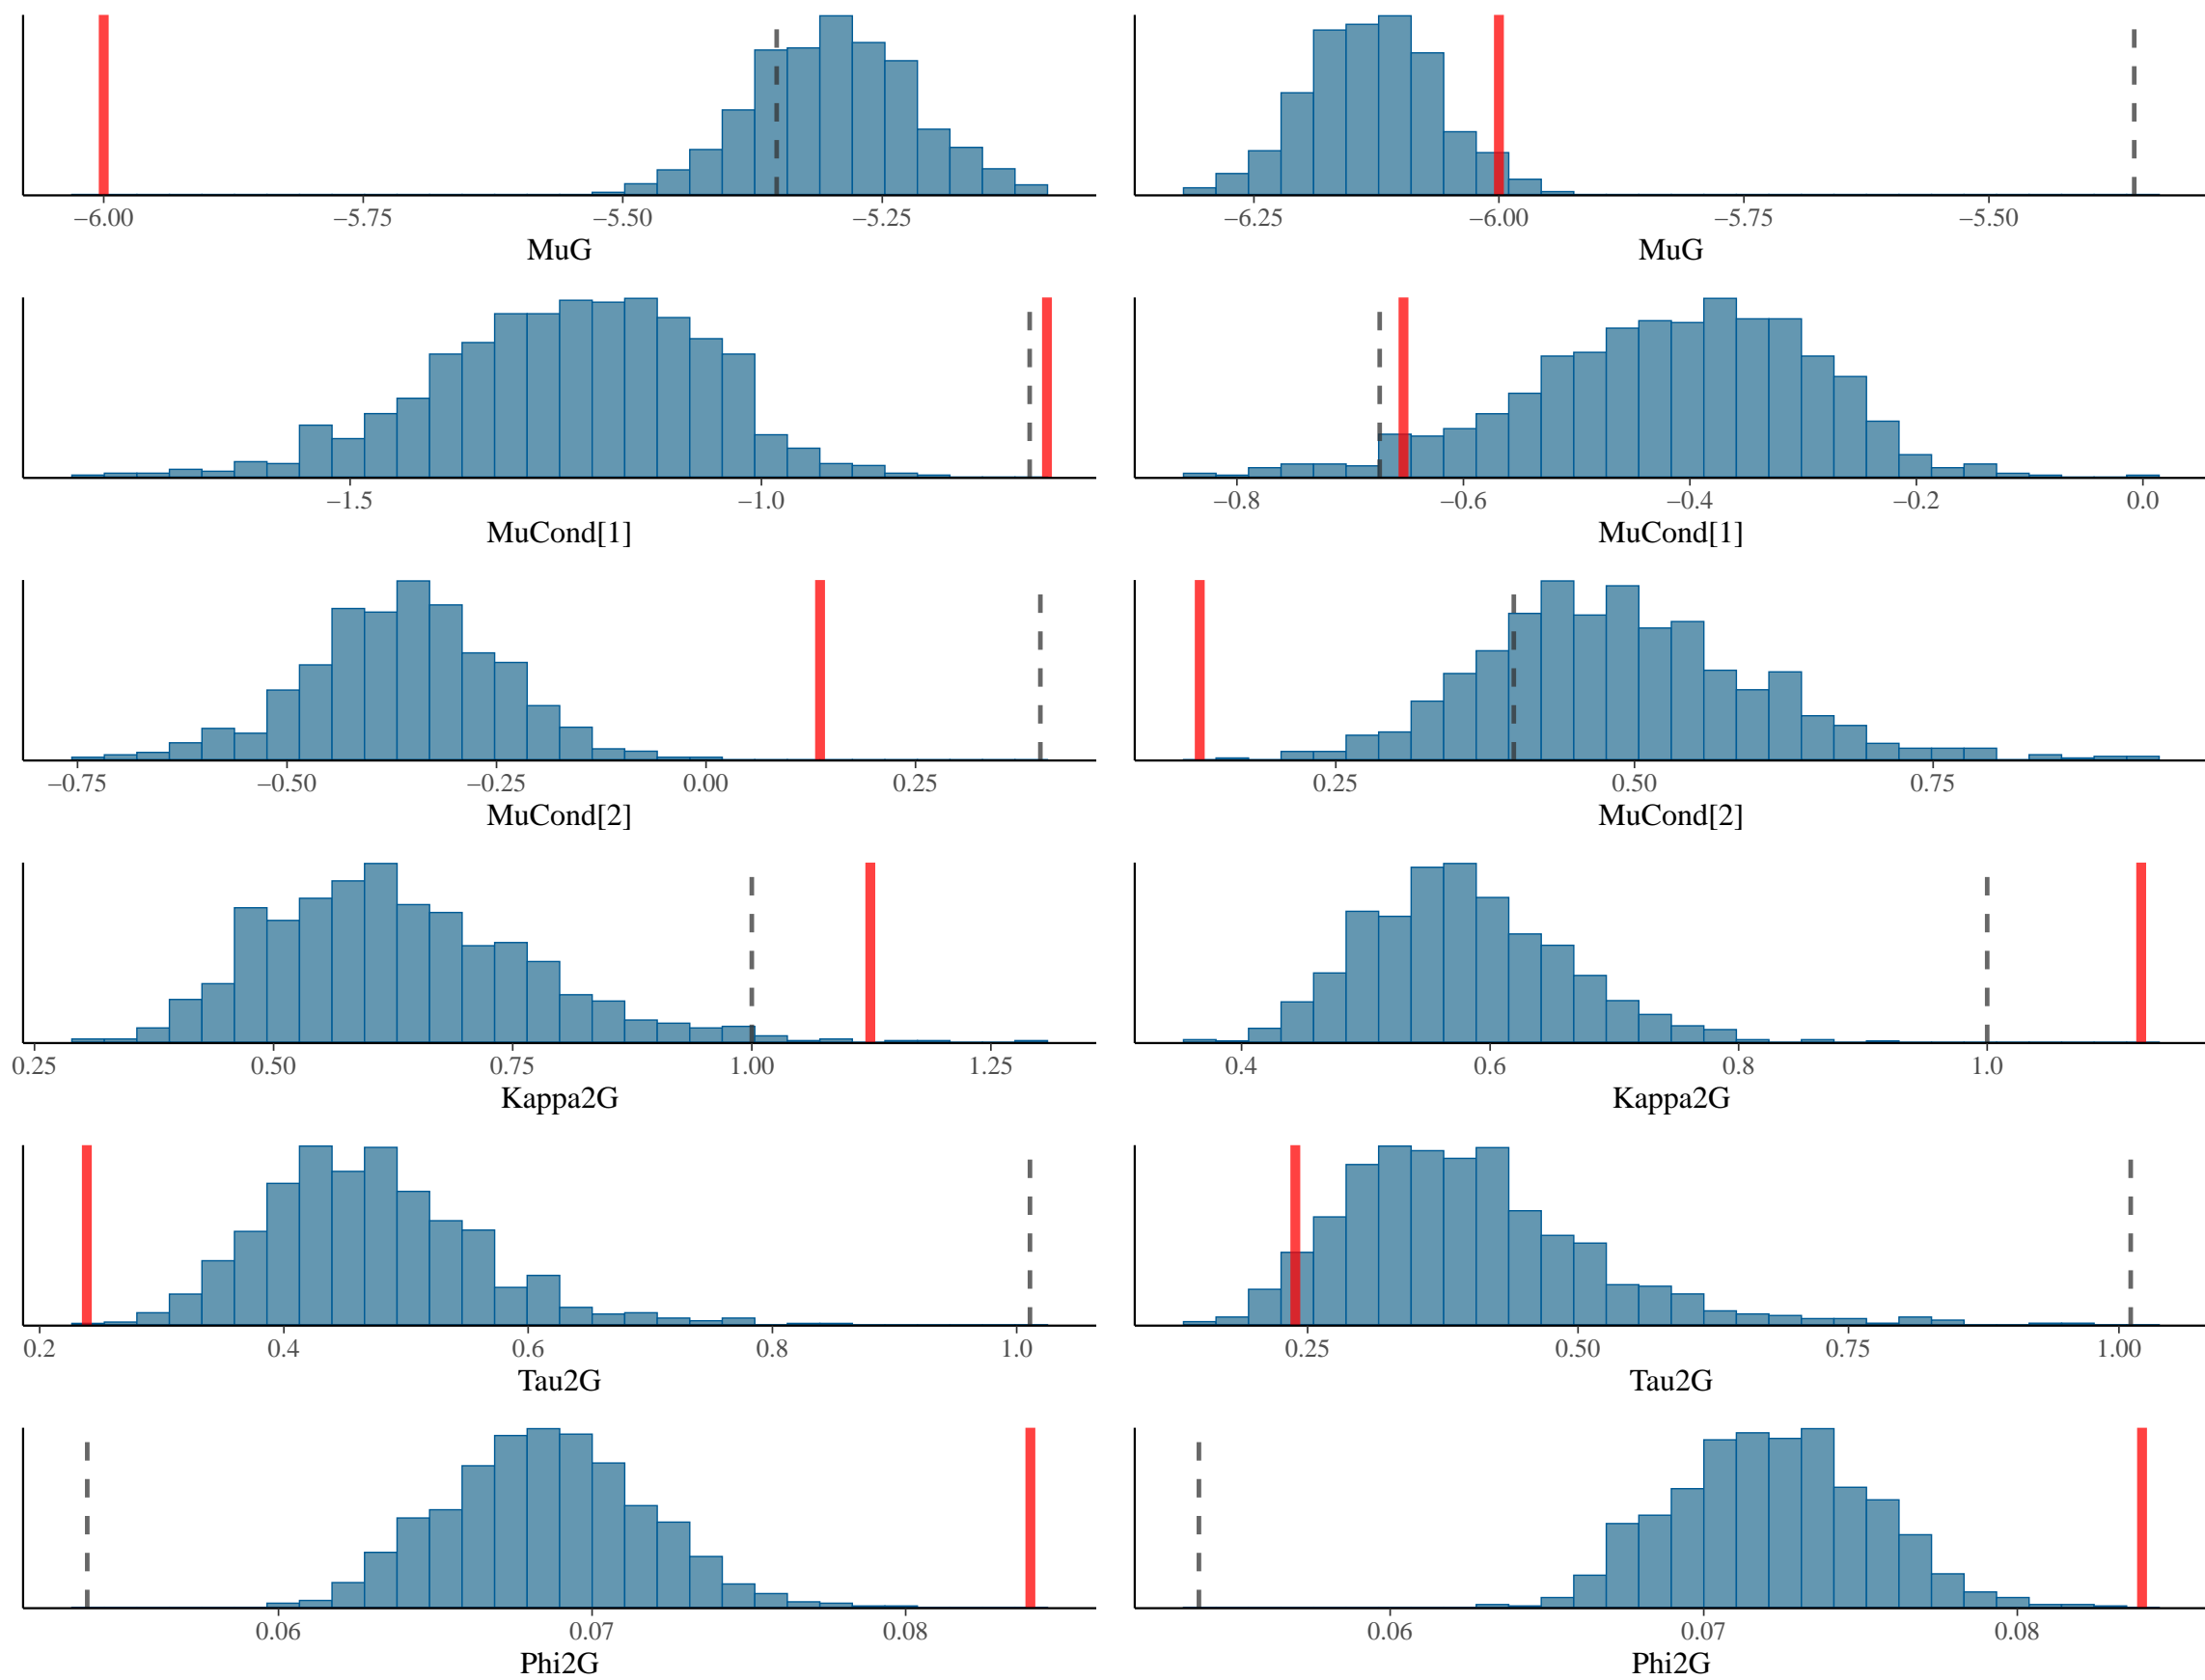 −6.00 −5.75 −5.50 −5.25 −6.25 −6.00 −5.75 −5.50
MuG MuG
−1.5 −1.0 −0.8 −0.6 −0.4 −0.2 0.0
MuCond[1] MuCond[1]
−0.75 −0.50 −0.25 0.00 0.25 0.25 0.50 0.75
MuCond[2] MuCond[2]
0.25 0.50 0.75 1.00 1.25 0.4 0.6 0.8 1.0
Kappa2G Kappa2G
0.2 0.4 0.6 0.8 1.0 0.25 0.50 0.75 1.00
Tau2G Tau2G
0.06 0.07 0.08 0.06 0.07 0.08
Phi2G Phi2G